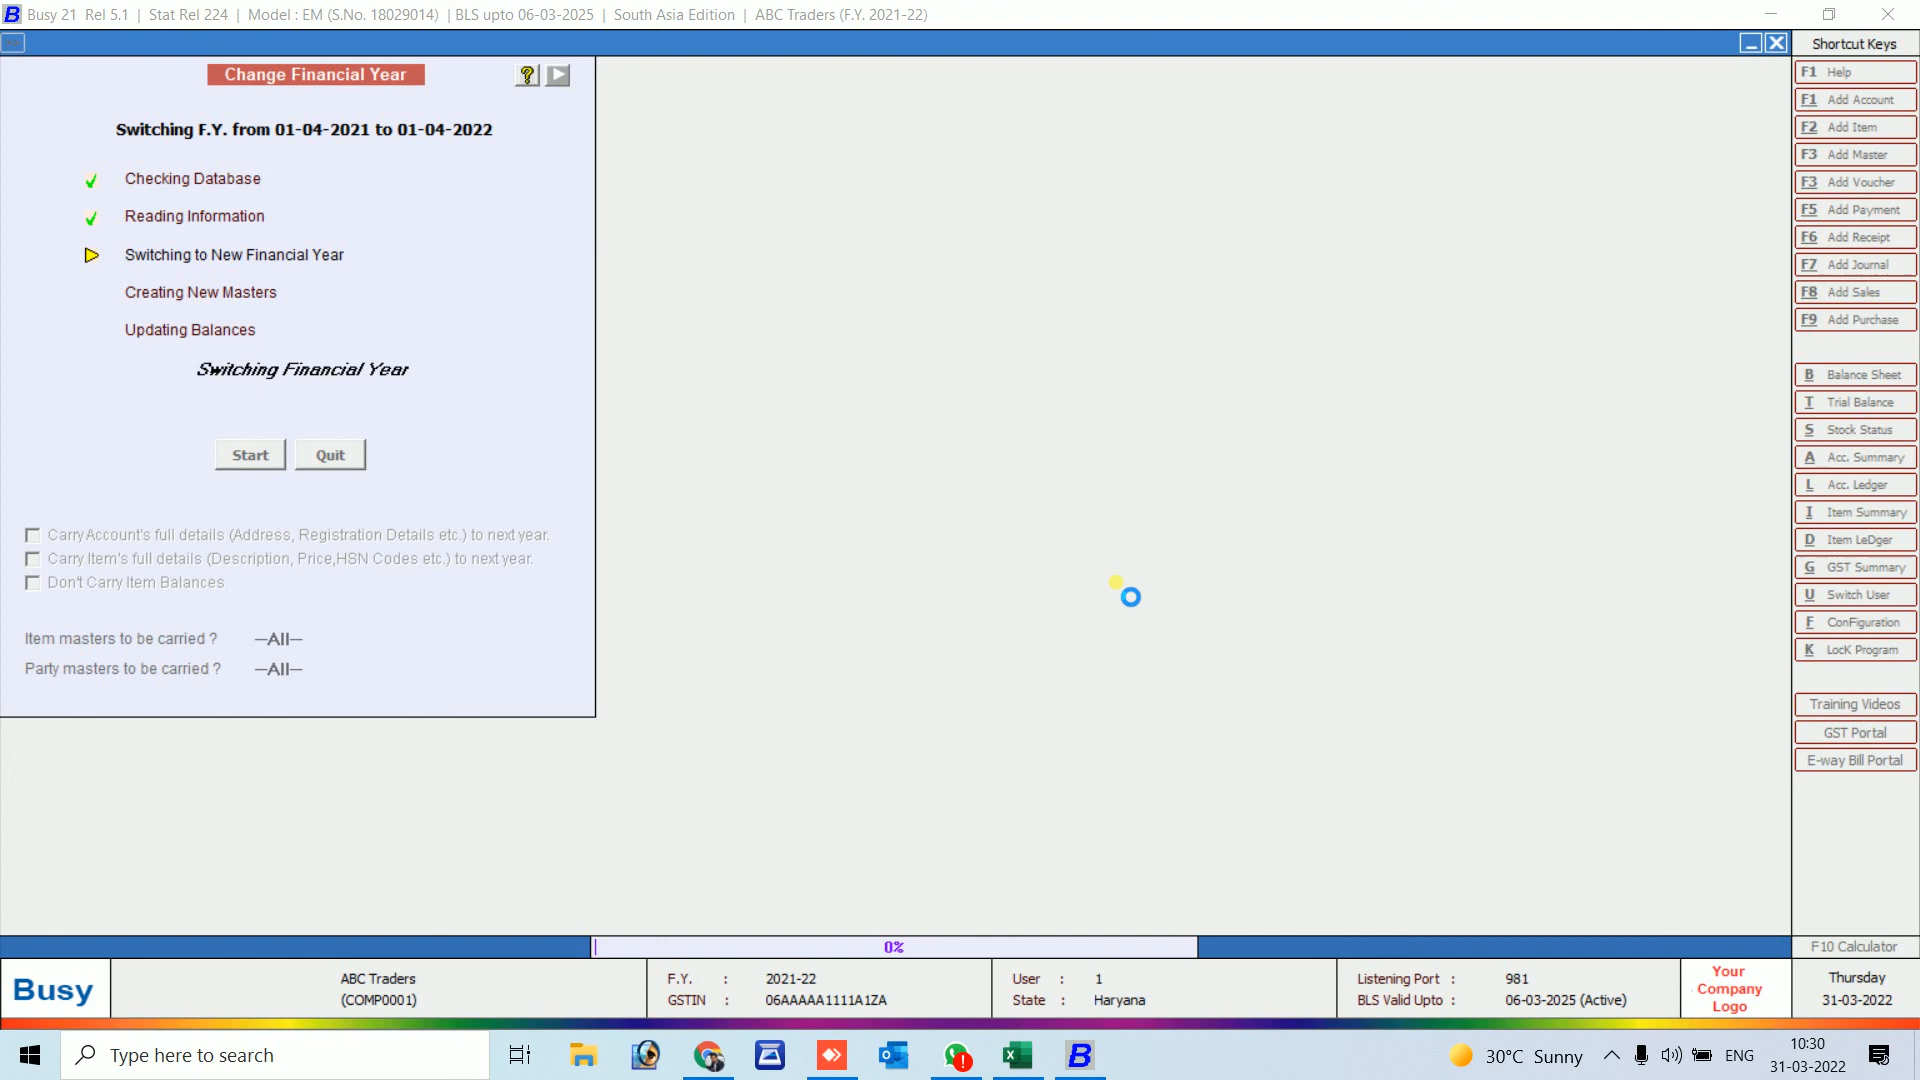 Busy 21 Rel 5.1 | Stat Rel 224 | Model : EM (S.No. 18029014) | BLS upto 06-03-2025 | South Asia Edition | ABC Traders (F.Y. 2021-22)
Shortcut Keys
Change Financial Year
Switching F.Y. from 01-04-2021 to 01-04-2022
Checking Database
Reading Information
Switching to New Financial Year
Creating New Masters
Updating Balances
Switching Financial Year
Start Quit
Carry Account's full details (Address, Registration Details etc.) to next year.
Carry Item's full details (Description, Price,HSN Codes etc.) to next year.
Don't Carry Item Balances
Item masters to be carried ? —All—
Party masters to be carried ? —All—
F1 Help
F1 Add Account
F2 Add Item
F3 Add Master
F3 Add Voucher
F5 Add Payment
F6 Add Receipt
F7 Add Journal
F8 Add Sales
F9 Add Purchase
B Balance Sheet
T Trial Balance
S Stock Status
A Acc. Summary
L Acc. Ledger
I Item Summary
D Item LeDger
G GST Summary
U Switch User
F ConFiguration
K LocK Program
Training Videos
GST Portal
E-way Bill Portal
0%
F10 Calculator
Busy
ABC Traders
(COMP0001)
F.Y. : 2021-22
GSTIN : 06AAAAA1111A1ZA
User : 1
State : Haryana
Listening Port : 981
BLS Valid Upto : 06-03-2025 (Active)
Your
Company
Logo
Thursday
31-03-2022
Type here to search
30°C Sunny
ENG
10:30
31-03-2022